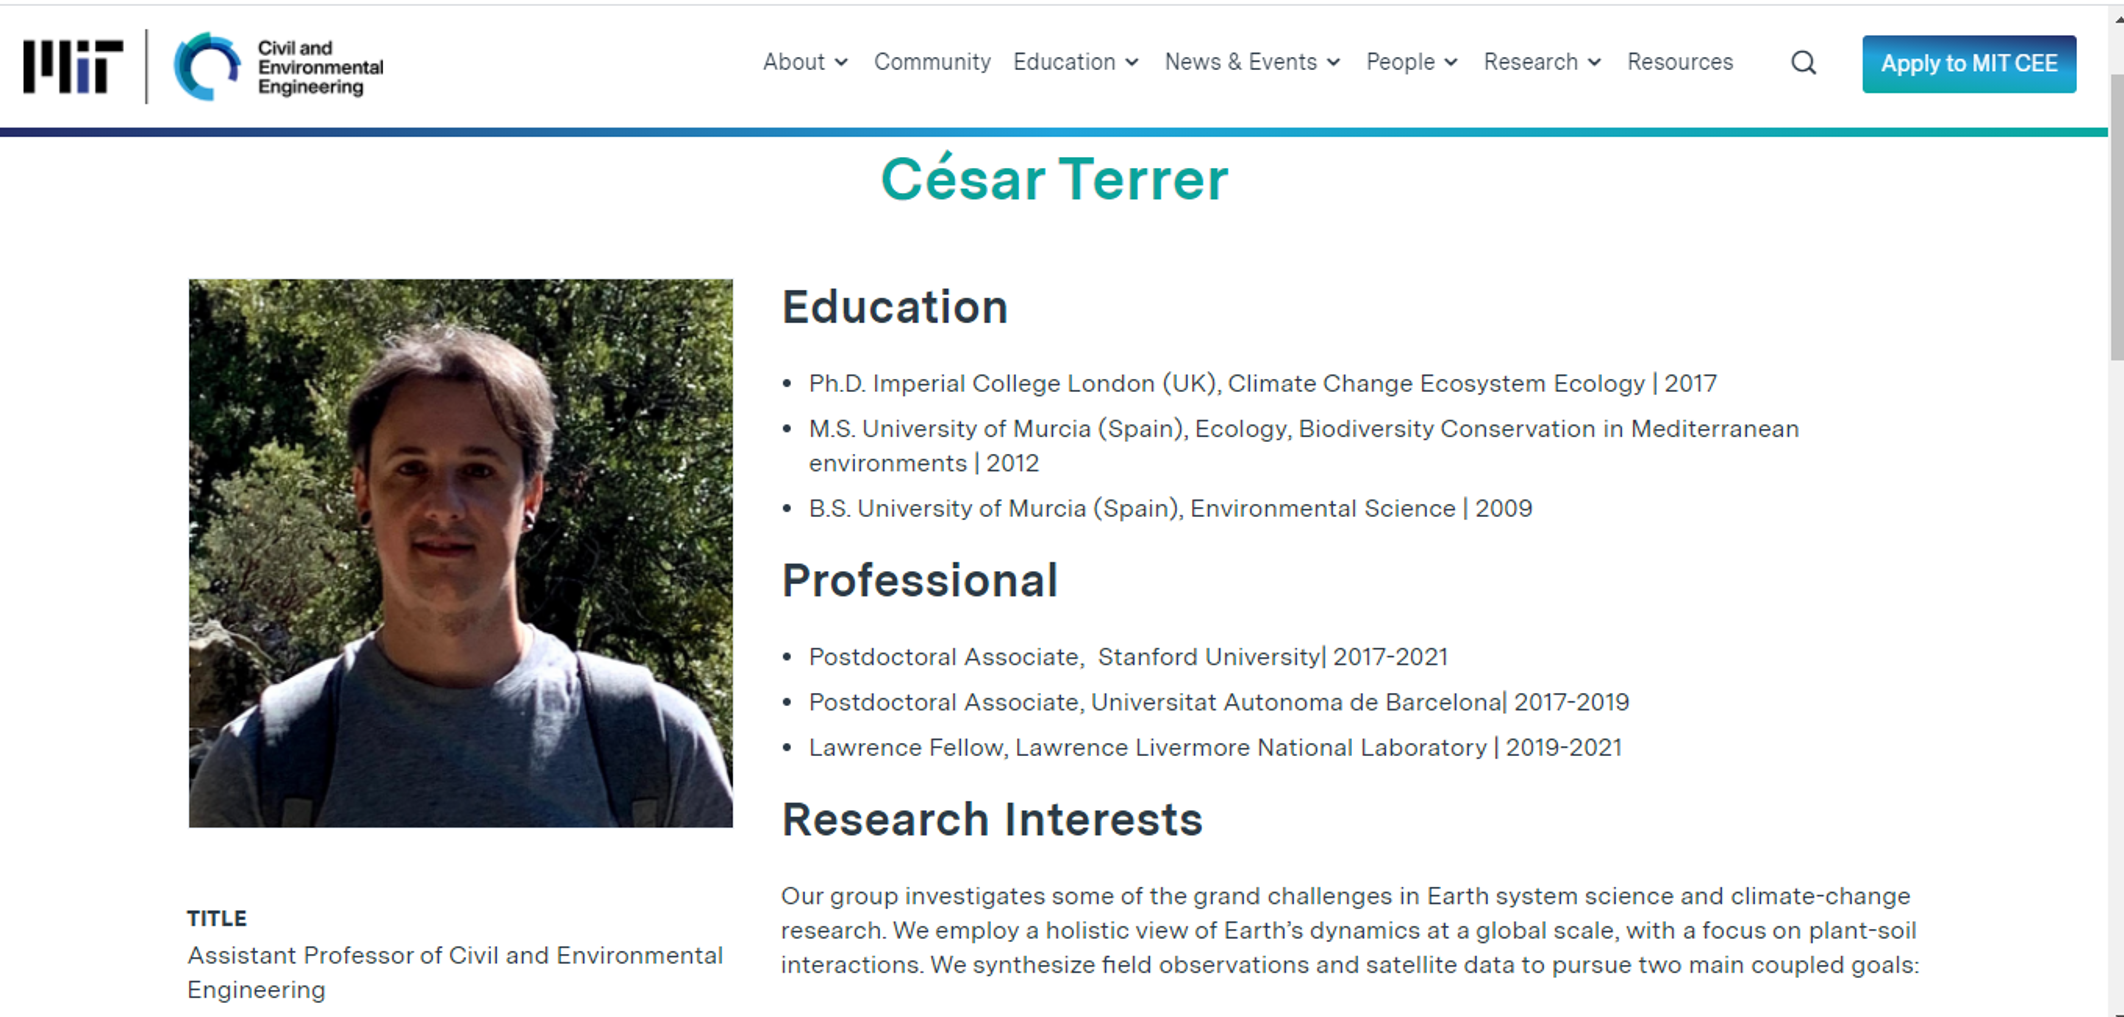 MIT
Civil and
Environmental
Engineering
About
Community
Education
News & Events
People
Research
Resources
Apply to MIT CEE
César Terrer
Education
• Ph.D. Imperial College London (UK), Climate Change Ecosystem Ecology | 2017
• M.S. University of Murcia (Spain), Ecology, Biodiversity Conservation in Mediterranean
environments | 2012
• B.S. University of Murcia (Spain), Environmental Science | 2009
Professional
• Postdoctoral Associate,  Stanford University| 2017-2021
• Postdoctoral Associate, Universitat Autonoma de Barcelona| 2017-2019
• Lawrence Fellow, Lawrence Livermore National Laboratory | 2019-2021
Research Interests
Our group investigates some of the grand challenges in Earth system science and climate-change
research. We employ a holistic view of Earth’s dynamics at a global scale, with a focus on plant-soil
interactions. We synthesize field observations and satellite data to pursue two main coupled goals:
TITLE
Assistant Professor of Civil and Environmental
Engineering